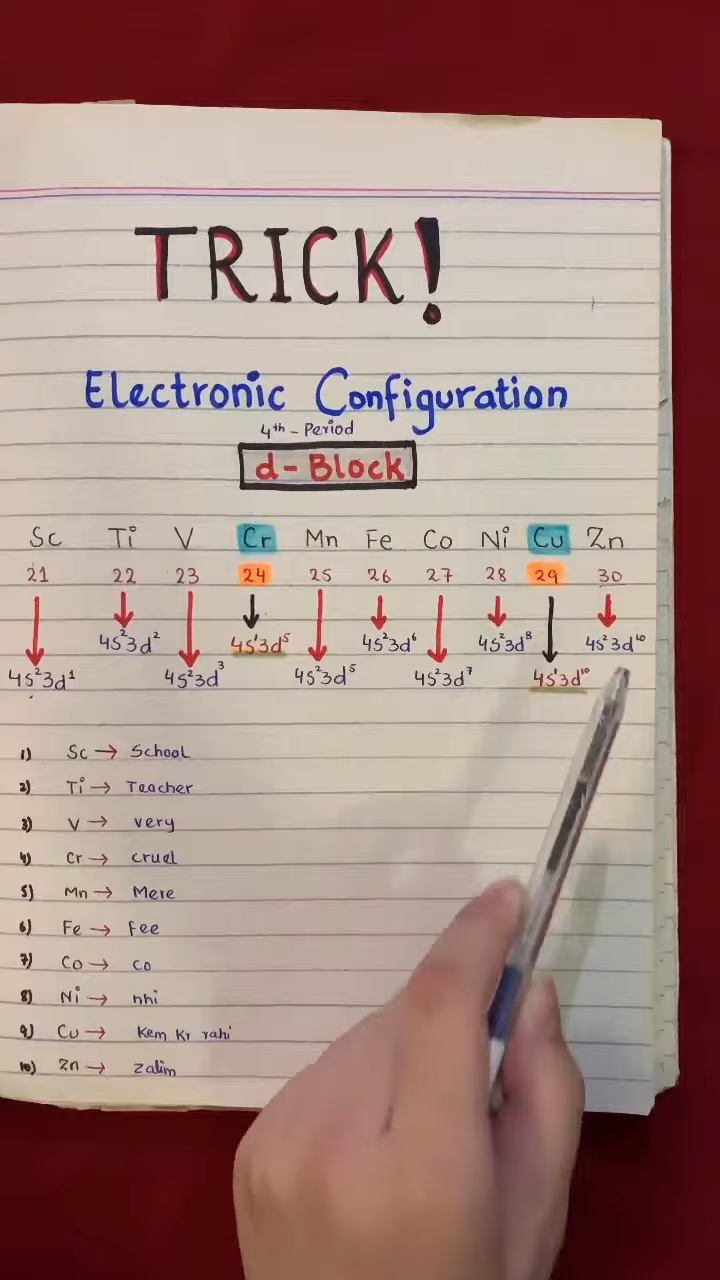 TRICK!
Electronic Configuration
4th - Period
d-Block
Sc Ti V Cr Mn Fe Co Ni Cu Zn
21 22 23 24 25 26 27 28 29 30
4s²3d² 4s¹3d⁵ 4s²3d⁶ 4s²3d⁸ 4s²3d¹⁰
4s²3d¹ 4s²3d³ 4s²3d⁵ 4s²3d⁷ 4s¹3d¹⁰
1) Sc → School
2) Ti → Teacher
3) V → very
4) Cr → cruel
5) Mn → Mere
6) Fe → Fee
7) Co → co
8) Ni → nhi
9) Cu → Kem Kr rahi
10) Zn → Zalim